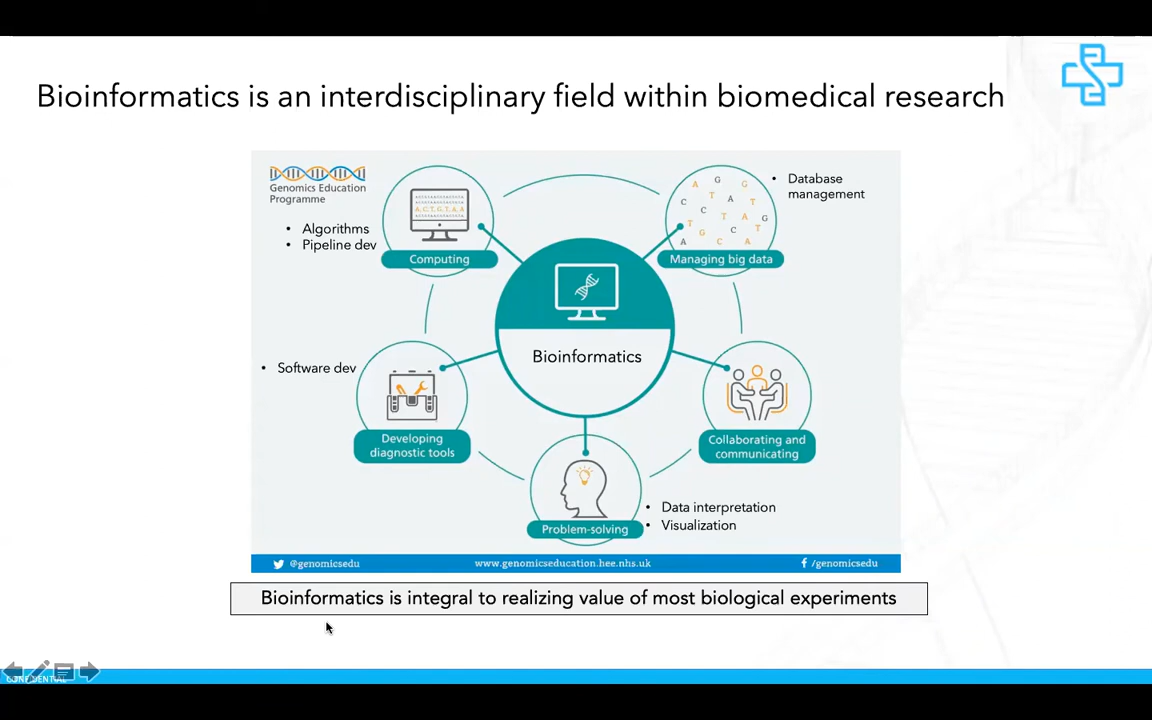 Bioinformatics is an interdisciplinary field within biomedical research
Genomics Education
Programme
• Algorithms
• Pipeline dev
A, C, T, G, T, A, A
Computing
A G G
C T A T
C T A G
T G C T
A C A
Managing big data
• Database
management
Bioinformatics
• Software dev
Developing
diagnostic tools
Collaborating and
communicating
Problem-solving
• Data interpretation
• Visualization
@genomicsedu
www.genomicseducation.hee.nhs.uk
/genomicsedu
Bioinformatics is integral to realizing value of most biological experiments
CONFIDENTIAL